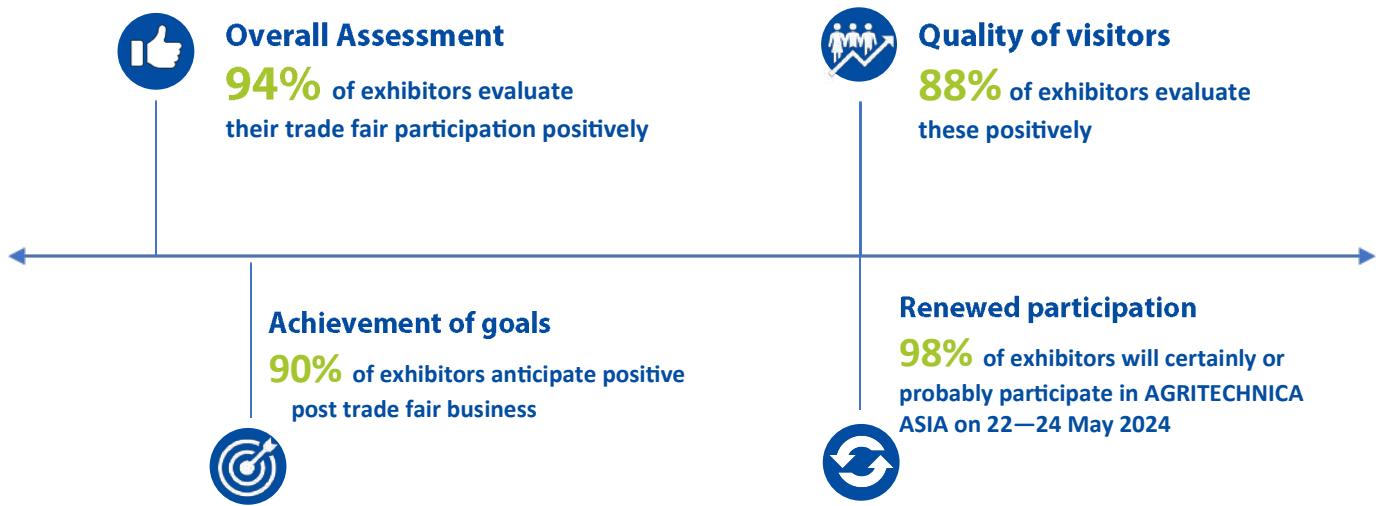 Overall Assessment
94% of exhibitors evaluate
their trade fair participation positively
Quality of visitors
88% of exhibitors evaluate
these positively
Achievement of goals
90% of exhibitors anticipate positive
post trade fair business
Renewed participation
98% of exhibitors will certainly or
probably participate in AGRITECHNICA
ASIA on 22—24 May 2024